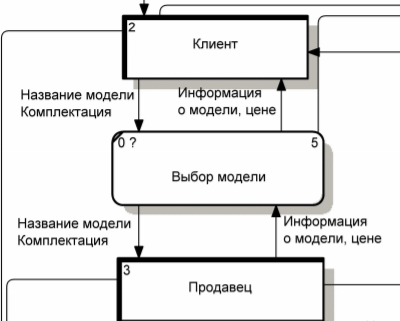 2
Клиент
Название модели
Комплектация
Информация
о модели, цене
0 ?
5
Выбор модели
Название модели
Комплектация
Информация
о модели, цене
3
Продавец